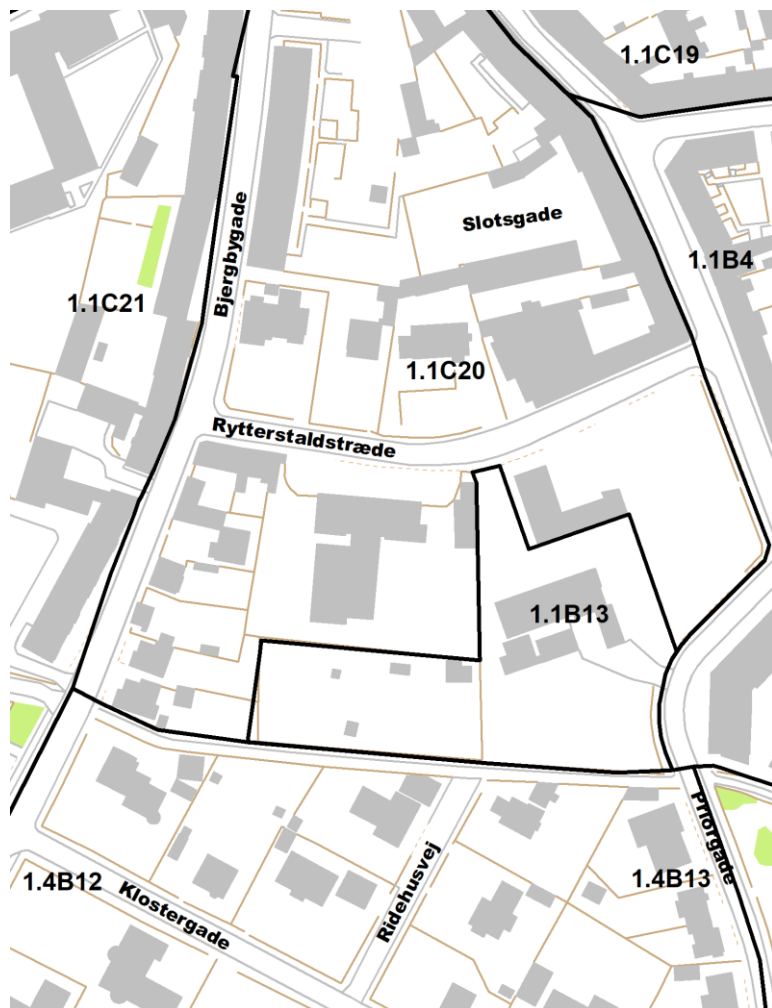 1.1C19
Slotsgade
Bjergbygade
1.1B4
1.1C21
1.1C20
Rytterstaldstræde
1.1B13
Priorgade
1.4B12
Klostergade
Ridehusvej
1.4B13